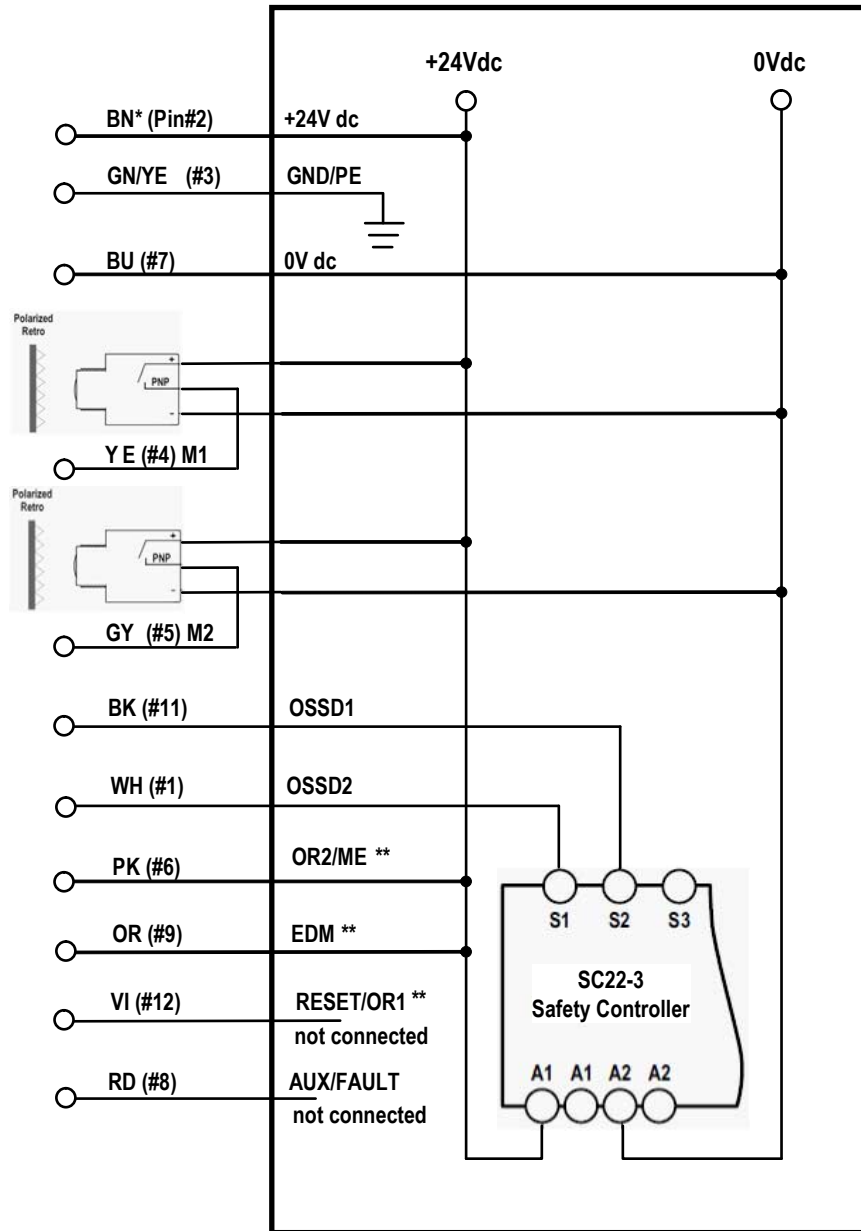 +24Vdc 0Vdc
BN* (Pin#2) +24V dc
GN/YE (#3) GND/PE
BU (#7) 0V dc
Polarized
Retro
+
PNP
-
YE (#4) M1
Polarized
Retro
+
PNP
-
GY (#5) M2
BK (#11) OSSD1
WH (#1) OSSD2
PK (#6) OR2/ME **
OR (#9) EDM **
VI (#12) RESET/OR1 **
not connected
RD (#8) AUX/FAULT
not connected
S1 S2 S3
SC22-3
Safety Controller
A1 A1 A2 A2